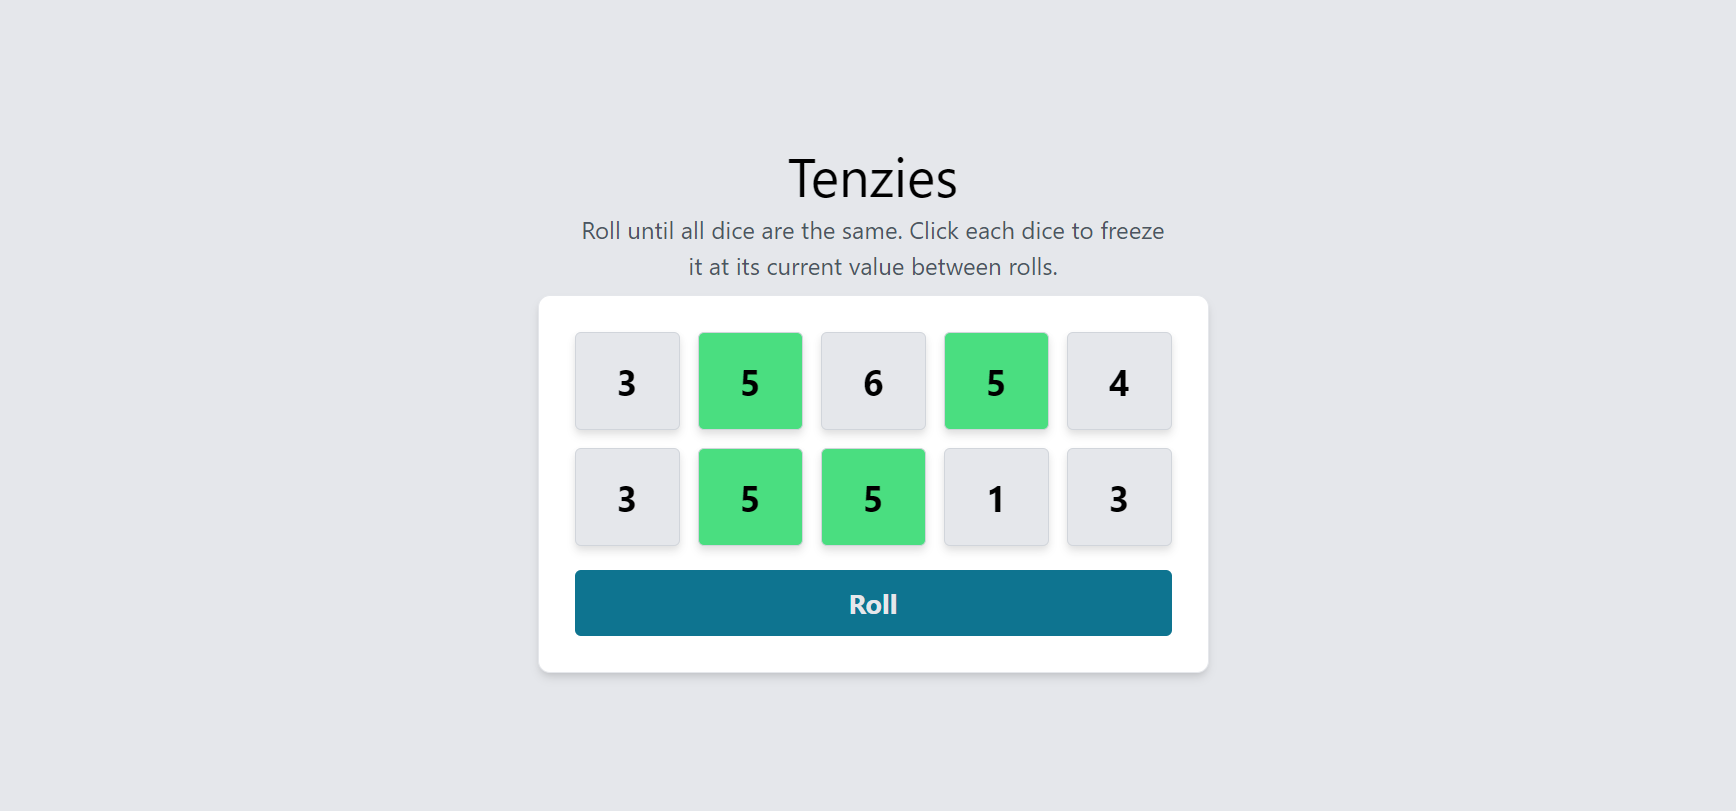 Tenzies
Roll until all dice are the same. Click each dice to freeze
it at its current value between rolls.
3 5 6 5 4
3 5 5 1 3
Roll